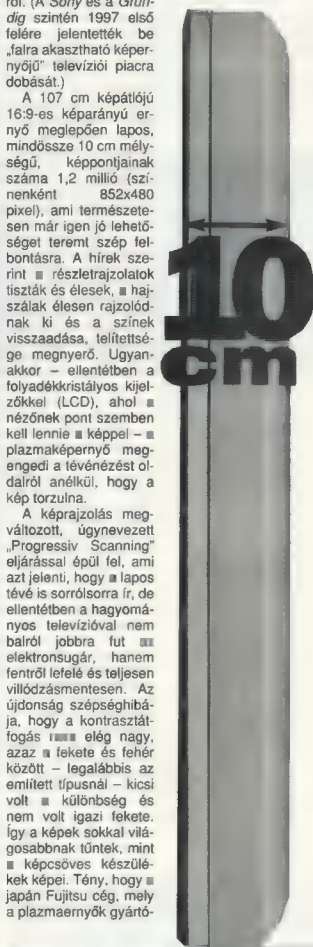 ról. (A Sony és a Grun-
dig szintén 1997 első
felére jelentették be
„falra akasztható képer-
nyőjű" televíziói piacra
dobását.)
A 107 cm képátlójú
16:9-es képarányú er-
nyő meglepően lapos,
mindössze 10 cm mély-
ségű, képpontjainak
száma 1,2 millió (szí-
nenként 852x480
pixel), ami természete-
sen már igen jó lehető-
séget teremt szép fel-
bontásra. A hírek sze-
rint részletrajzolatok
tiszták és élesek, haj-
szálak élesen rajzolód-
nak ki és a színek
visszaadása, telítettsé-
ge megnyerő. Ugyan-
akkor – ellentétben a
folyadékkristályos kijel-
zőkkel (LCD), ahol
nézőnek pont szemben
kell lennie képpel –
plazmaképernyő meg-
engedi a tévénézést ol-
dalról anélkül, hogy a
kép torzulna.
A képrajzolás meg-
változott, úgynevezett
„Progressiv Scanning"
eljárással épül fel, ami
azt jelenti, hogy lapos
tévé is sorrólsorra ír, de
ellentétben a hagyomá-
nyos televízióval nem
balról jobbra fut
elektronsugár, hanem
fentről lefelé és teljesen
villódzásmentesen. Az
újdonság szépséghibá-
ja, hogy a kontrasztát-
fogás elég nagy,
azaz fekete és fehér
között – legalábbis az
említett típusnál – kicsi
volt különbség és
nem volt igazi fekete.
Így a képek sokkal vilá-
gosabbnak tűntek, mint
képcsöves készülé-
kek képei. Tény, hogy
japán Fujitsu cég, mely
a plazmaernyők gyártó-
10
cm